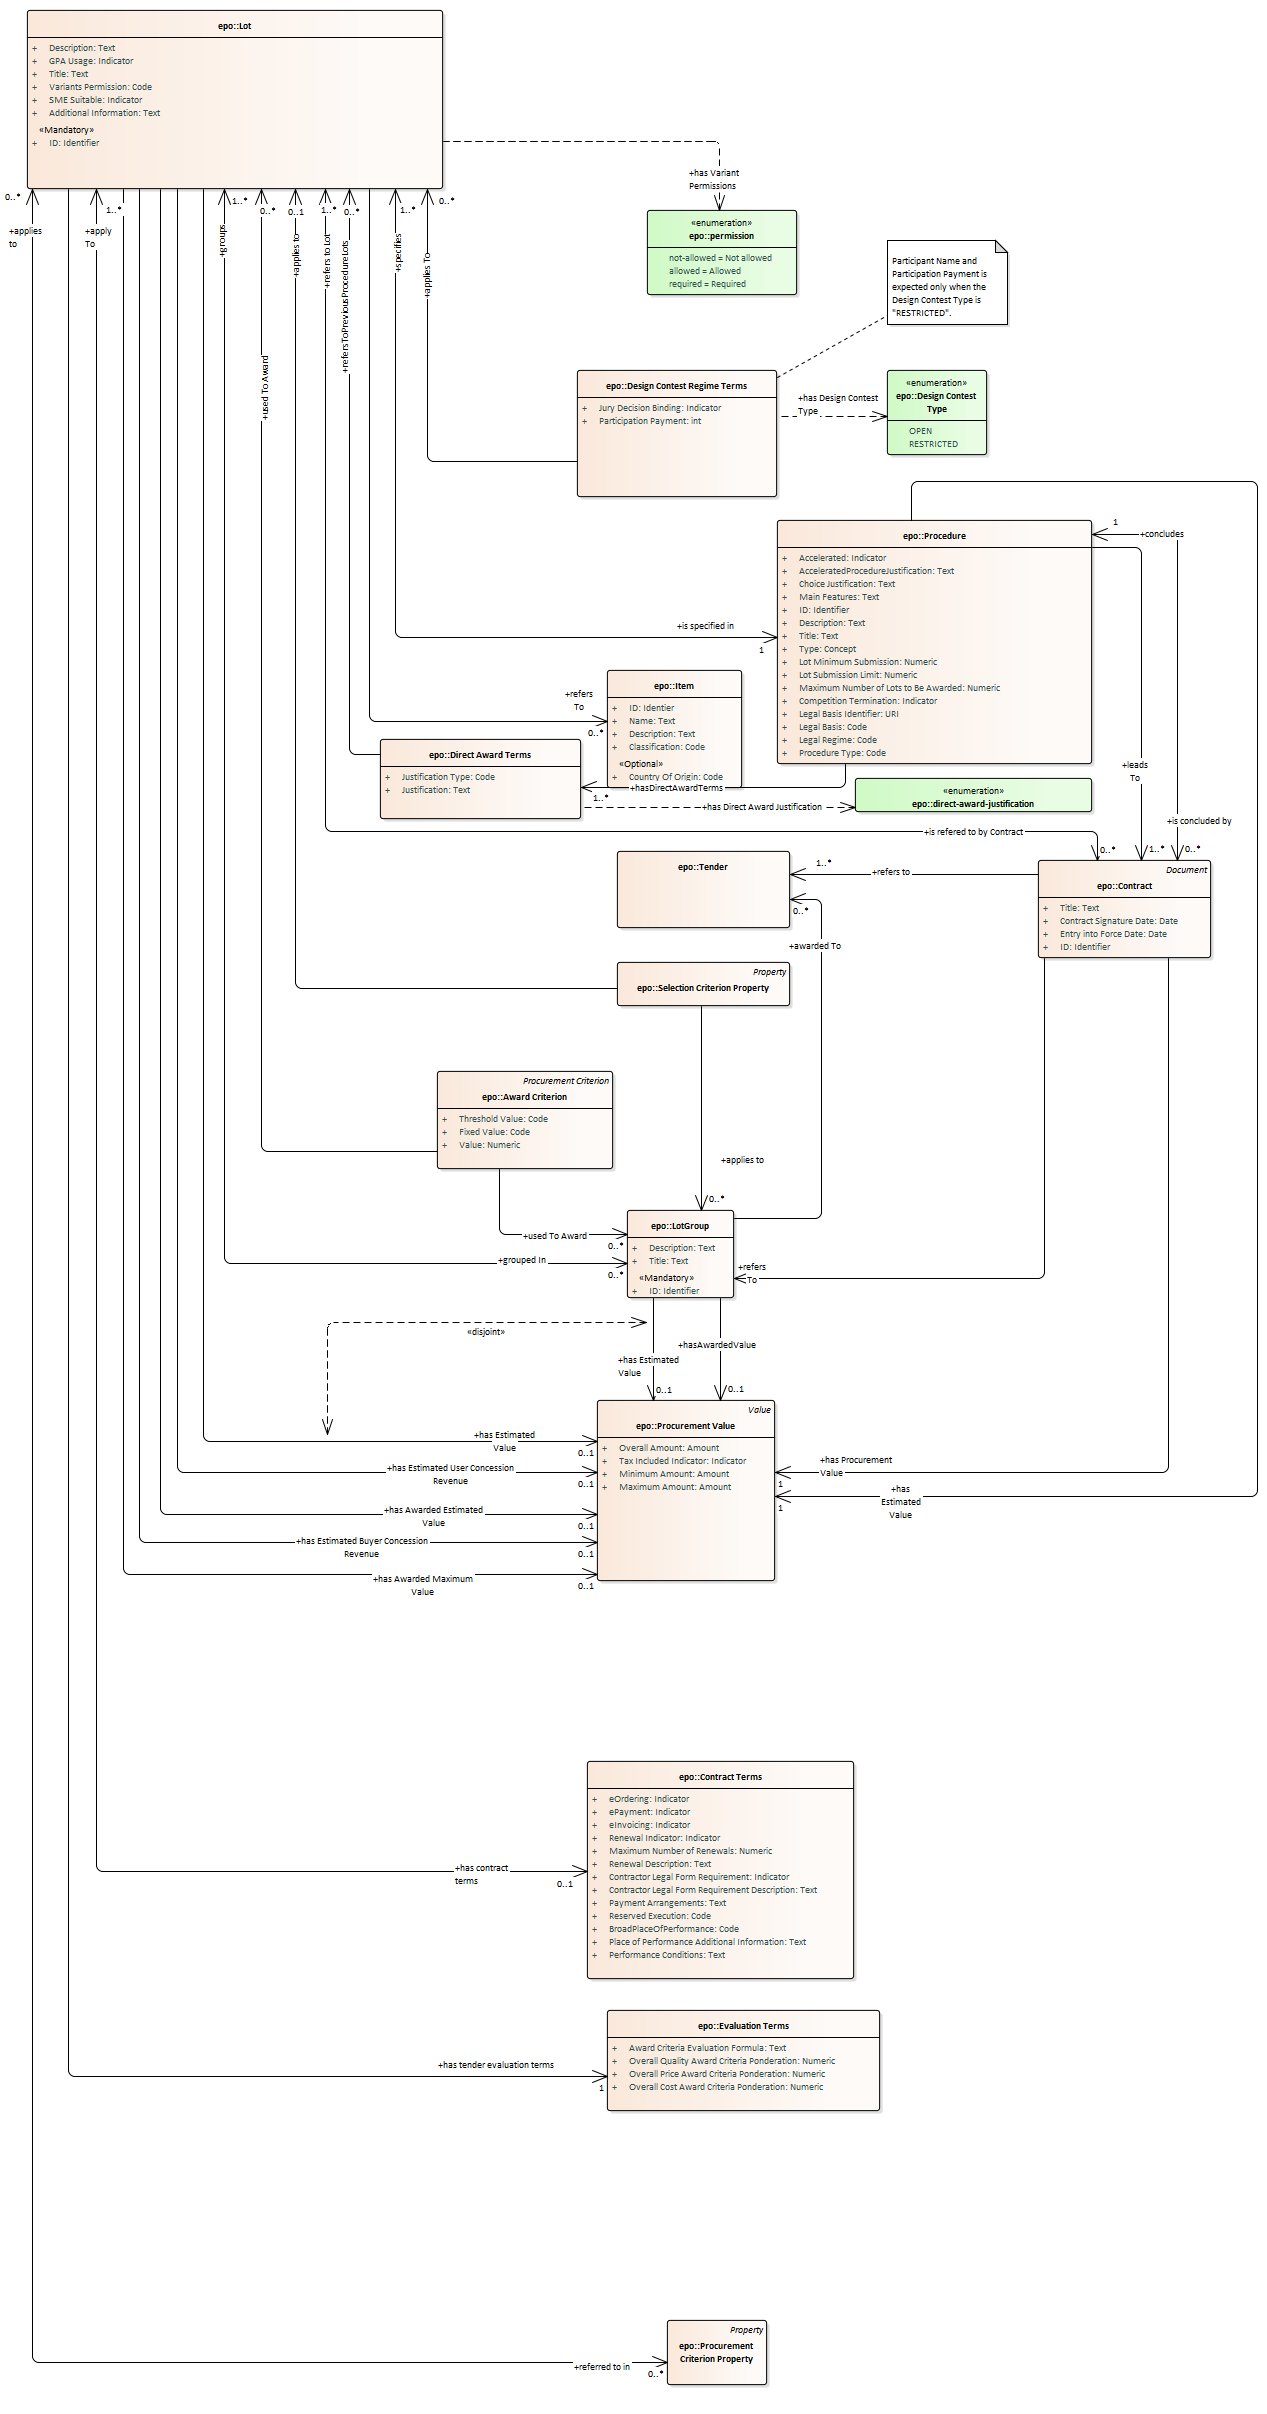 epo::Lot
+ Description: Text
+ GPA Usage: Indicator
+ Title: Text
+ Variants Permission: Code
+ SME Suitable: Indicator
+ Additional Information: Text
«Mandatory»
+ ID: Identifier
+has Variant
Permissions
0..*
1..*
1..*
0..*
0..1
1..*
0..*
1..*
0..*
+applies
to
+apply
To
+groups
+used To Award
+applies to
+refers to Lot
+refersToPreviousProcedureLots
+specifies
+applies To
«enumeration»
epo::permission
not-allowed = Not allowed
allowed = Allowed
required = Required
Participant Name and
Participation Payment is
expected only when the
Design Contest Type is
"RESTRICTED".
epo::Design Contest Regime Terms
+ Jury Decision Binding: Indicator
+ Participation Payment: int
+has Design Contest
Type
«enumeration»
epo::Design Contest
Type
OPEN
RESTRICTED
epo::Procedure
+ Accelerated: Indicator
+ AcceleratedProcedureJustification: Text
+ Choice Justification: Text
+ Main Features: Text
+ ID: Identifier
+ Description: Text
+ Title: Text
+ Type: Concept
+ Lot Minimum Submission: Numeric
+ Lot Submission Limit: Numeric
+ Maximum Number of Lots to Be Awarded: Numeric
+ Competition Termination: Indicator
+ Legal Basis Identifier: URI
+ Legal Basis: Code
+ Legal Regime: Code
+ Procedure Type: Code
1
+concludes
+is specified in
1
+refers
To
0..*
epo::Item
+ ID: Identier
+ Name: Text
+ Description: Text
+ Classification: Code
«Optional»
+ Country Of Origin: Code
epo::Direct Award Terms
+ Justification Type: Code
+ Justification: Text
+hasDirectAwardTerms
1..*
+has Direct Award Justification
«enumeration»
epo::direct-award-justification
+leads
To
+is concluded by
+is refered to by Contract
0..*
1..*
0..*
epo::Tender
1..*
+refers to
0..*
+awarded To
Document
epo::Contract
+ Title: Text
+ Contract Signature Date: Date
+ Entry into Force Date: Date
+ ID: Identifier
Property
epo::Selection Criterion Property
Procurement Criterion
epo::Award Criterion
+ Threshold Value: Code
+ Fixed Value: Code
+ Value: Numeric
+applies to
0..*
+used To Award
0..*
+grouped In
0..*
epo::LotGroup
+ Description: Text
+ Title: Text
«Mandatory»
+ ID: Identifier
+refers
To
«disjoint»
+hasAwardedValue
+has Estimated
Value
0..1
0..1
Value
epo::Procurement Value
+ Overall Amount: Amount
+ Tax Included Indicator: Indicator
+ Minimum Amount: Amount
+ Maximum Amount: Amount
+has Estimated
Value
0..1
+has Estimated User Concession
Revenue
0..1
+has Awarded Estimated
Value
0..1
+has Estimated Buyer Concession
Revenue
0..1
+has Awarded Maximum
Value
0..1
+has Procurement
Value
1
+has
Estimated
Value
1
epo::Contract Terms
+ eOrdering: Indicator
+ ePayment: Indicator
+ eInvoicing: Indicator
+ Renewal Indicator: Indicator
+ Maximum Number of Renewals: Numeric
+ Renewal Description: Text
+ Contractor Legal Form Requirement: Indicator
+ Contractor Legal Form Requirement Description: Text
+ Payment Arrangements: Text
+ Reserved Execution: Code
+ BroadPlaceOfPerformance: Code
+ Place of Performance Additional Information: Text
+ Performance Conditions: Text
+has contract
terms
0..1
epo::Evaluation Terms
+ Award Criteria Evaluation Formula: Text
+ Overall Quality Award Criteria Ponderation: Numeric
+ Overall Price Award Criteria Ponderation: Numeric
+ Overall Cost Award Criteria Ponderation: Numeric
+has tender evaluation terms
1
Property
epo::Procurement
Criterion Property
+referred to in
0..*